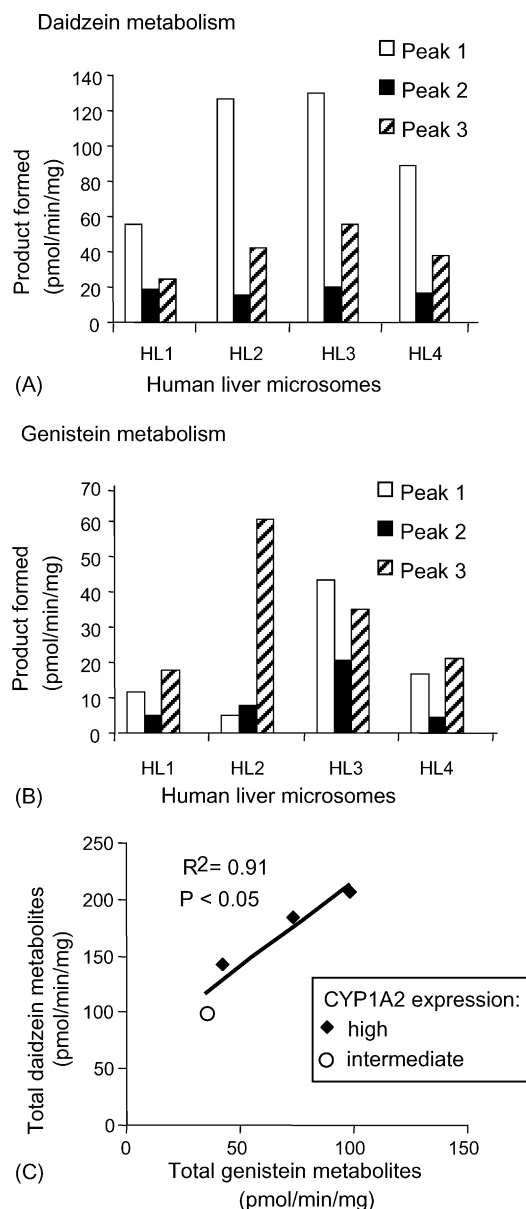 Daidzein metabolism
Peak 1
Peak 2
Peak 3
140
120
100
80
60
40
20
0
Product formed
(pmol/min/mg)
HL1 HL2 HL3 HL4
(A) Human liver microsomes
Genistein metabolism
Peak 1
Peak 2
Peak 3
70
60
50
40
30
20
10
0
Product formed
(pmol/min/mg)
HL1 HL2 HL3 HL4
(B) Human liver microsomes
250
200
150
100
50
0
Total daidzein metabolites
(pmol/min/mg)
R2= 0.91
P < 0.05
CYP1A2 expression:
high
intermediate
0 50 100 150
(C) Total genistein metabolites
(pmol/min/mg)